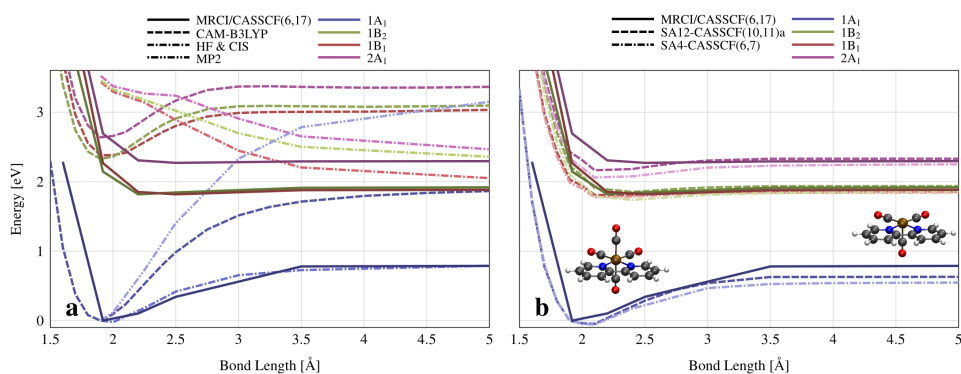 MRCI/CASSCF(6,17)
CAM-B3LYP
HF & CIS
MP2
1A₁
1B₂
1B₁
2A₁
MRCI/CASSCF(6,17)
SA12-CASSCF(10,11)a
SA4-CASSCF(6,7)
1A₁
1B₂
1B₁
2A₁
Energy [eV]
3
2
1
0
a
1.5 2 2.5 3 3.5 4 4.5 5
Bond Length [Å]
b
1.5 2 2.5 3 3.5 4 4.5 5
Bond Length [Å]